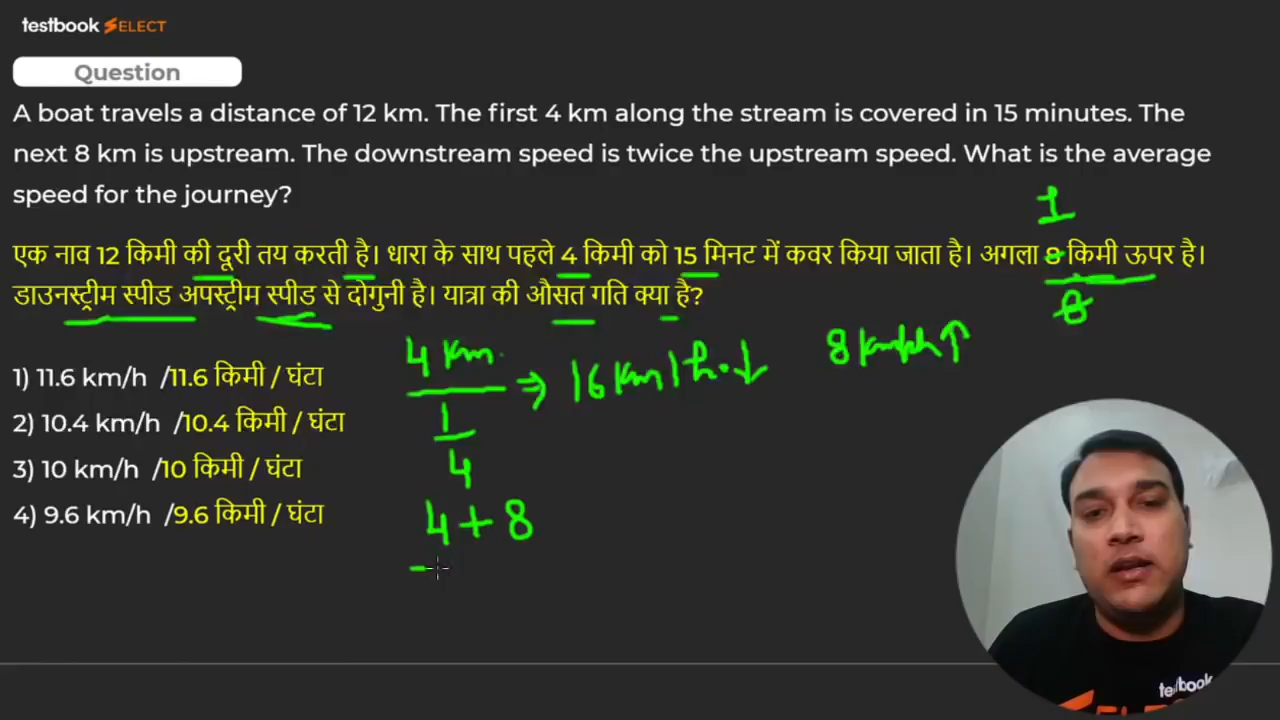 testbook SELECT
Question
A boat travels a distance of 12 km. The first 4 km along the stream is covered in 15 minutes. The
next 8 km is upstream. The downstream speed is twice the upstream speed. What is the average
speed for the journey?
1
एक नाव 12 किमी की दूरी तय करती है। धारा के साथ पहले 4 किमी को 15 मिनट में कवर किया जाता है। अगला 8 किमी ऊपर है।
डाउनस्ट्रीम स्पीड अपस्ट्रीम स्पीड से दोगुनी है। यात्रा की औसत गति क्या है?
8
4 km.
⇒ 16 km/h. ↓
8 kmph ↑
1
4
1) 11.6 km/h /11.6 किमी / घंटा
2) 10.4 km/h /10.4 किमी / घंटा
3) 10 km/h /10 किमी / घंटा
4) 9.6 km/h /9.6 किमी / घंटा
4 + 8
testbook